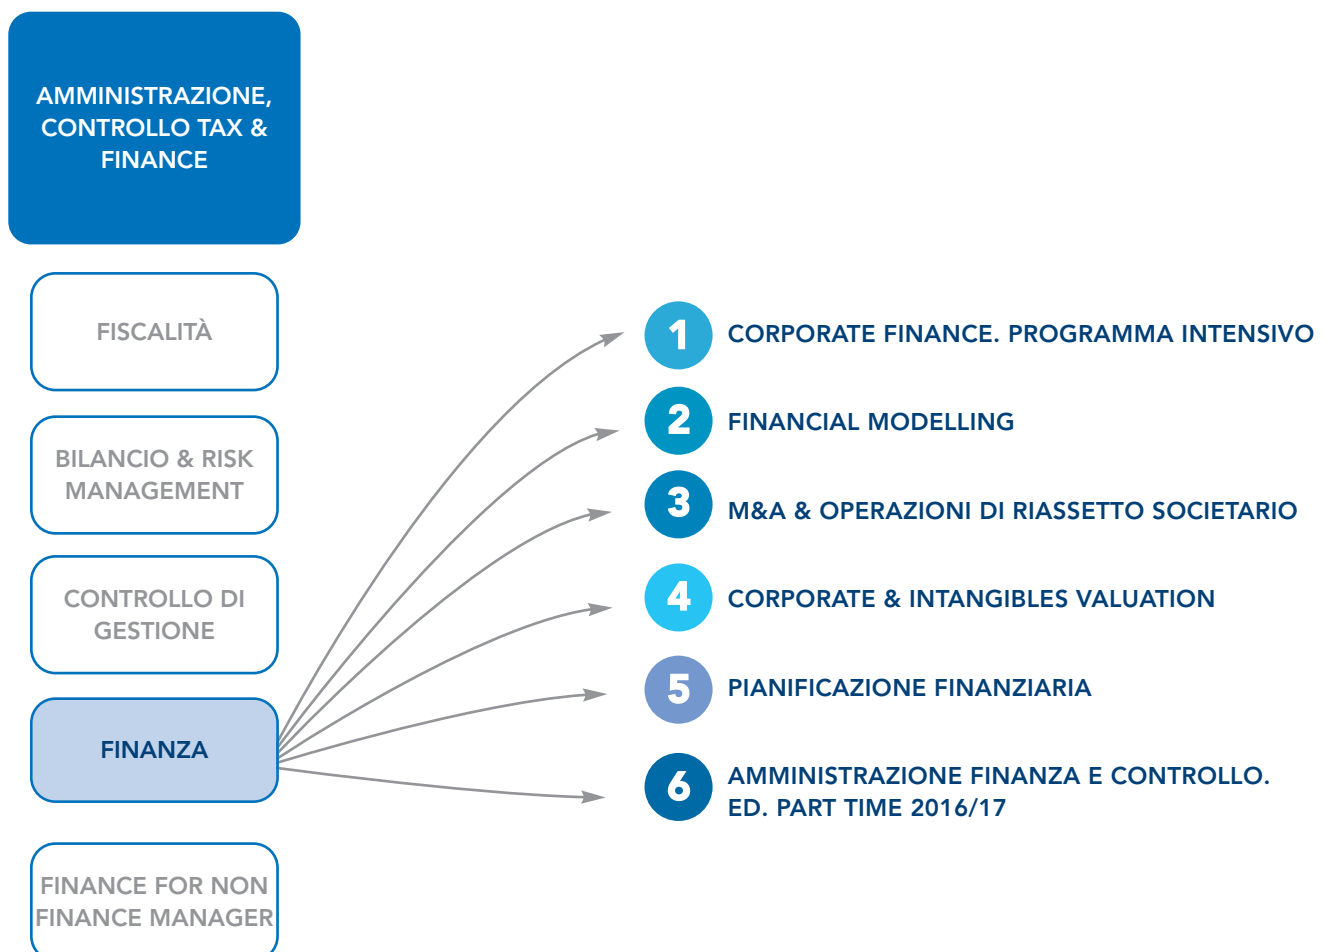 AMMINISTRAZIONE,
CONTROLLO TAX &
FINANCE
FISCALITÀ
BILANCIO & RISK
MANAGEMENT
CONTROLLO DI
GESTIONE
FINANZA
FINANCE FOR NON
FINANCE MANAGER
1 CORPORATE FINANCE. PROGRAMMA INTENSIVO
2 FINANCIAL MODELLING
3 M&A & OPERAZIONI DI RIASSETTO SOCIETARIO
4 CORPORATE & INTANGIBLES VALUATION
5 PIANIFICAZIONE FINANZIARIA
6 AMMINISTRAZIONE FINANZA E CONTROLLO.
ED. PART TIME 2016/17